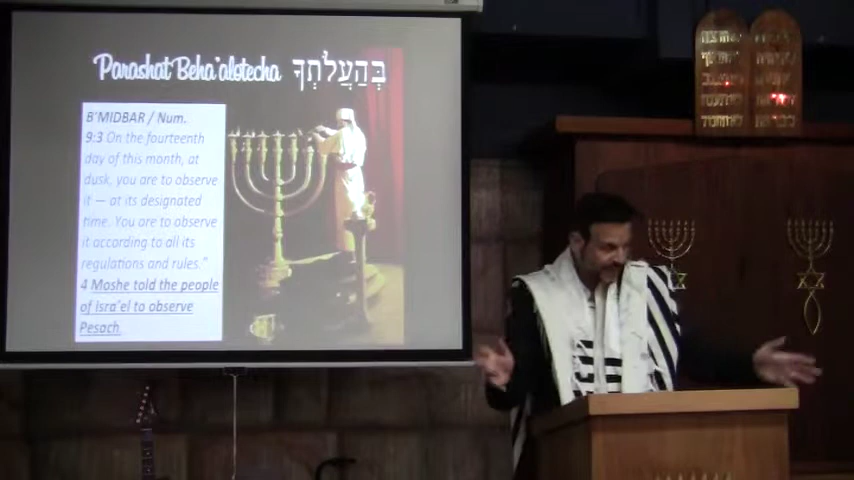 Parashat Beha'alotecha בְּהַעֲלֹתְךָ
B'MIDBAR / Num.
9:3 On the fourteenth
day of this month, at
dusk, you are to observe
it — at its designated
time. You are to observe
it according to all its
regulations and rules."
4 Moshe told the people
of Isra'el to observe
Pesach.